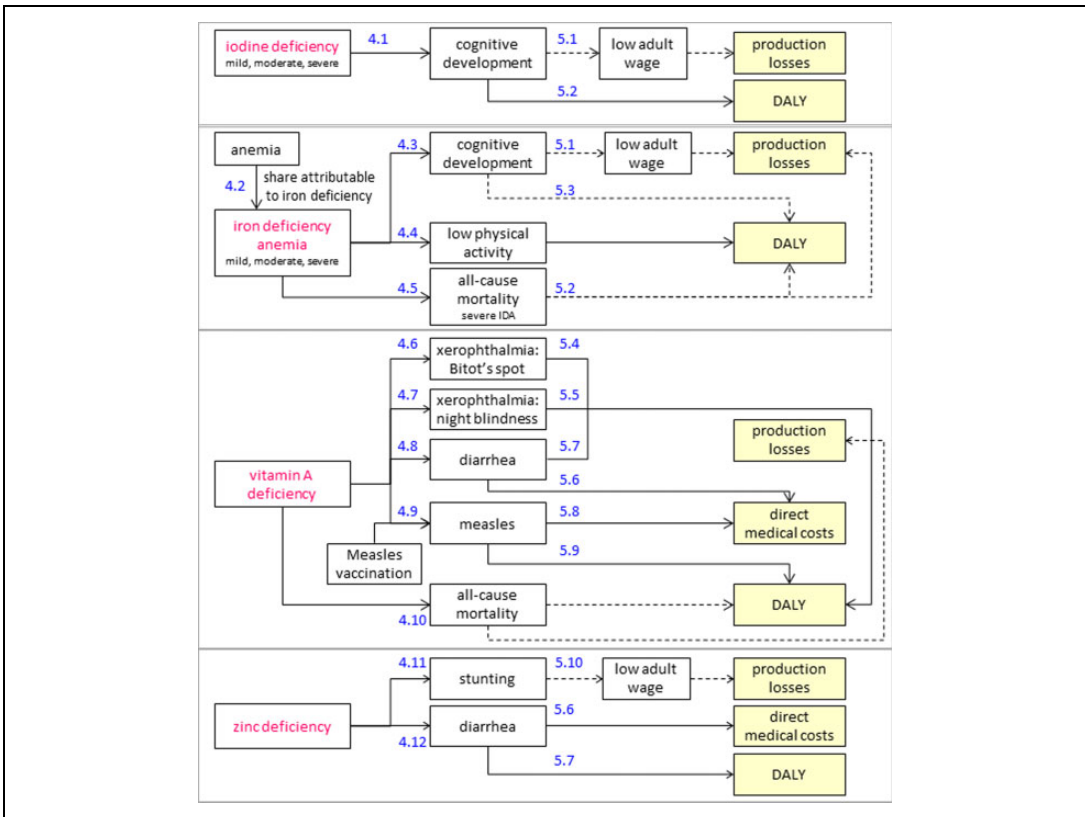 iodine deficiency
mild, moderate, severe
4.1
cognitive
development
5.1
low adult
wage
production
losses
5.2
DALY
anemia
4.2
share attributable
to iron deficiency
iron deficiency
anemia
mild, moderate, severe
4.3
cognitive
development
5.1
low adult
wage
production
losses
5.3
4.4
low physical
activity
DALY
4.5
all-cause
mortality
severe IDA
5.2
vitamin A
deficiency
4.6
xerophthalmia:
Bitot's spot
5.4
4.7
xerophthalmia:
night blindness
5.5
production
losses
4.8
diarrhea
5.7
5.6
4.9
measles
5.8
direct
medical costs
Measles
vaccination
5.9
4.10
all-cause
mortality
DALY
zinc deficiency
4.11
stunting
5.10
low adult
wage
production
losses
4.12
diarrhea
5.6
direct
medical costs
5.7
DALY